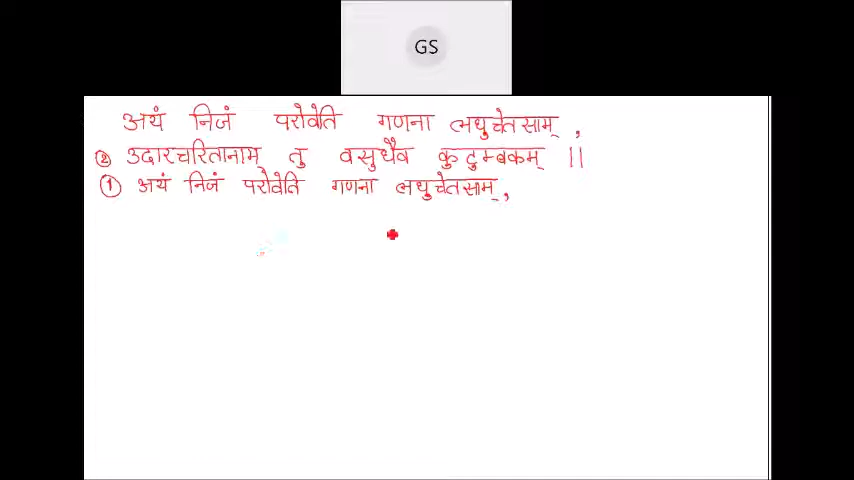 GS
अयं निजं परोवेति गणना लघुचेतसाम्,
② उदारचरितानाम् तु वसुधैव कुटुम्बकम् ||
① अयं निजं परोवेति गणना लघुचेतसाम्,